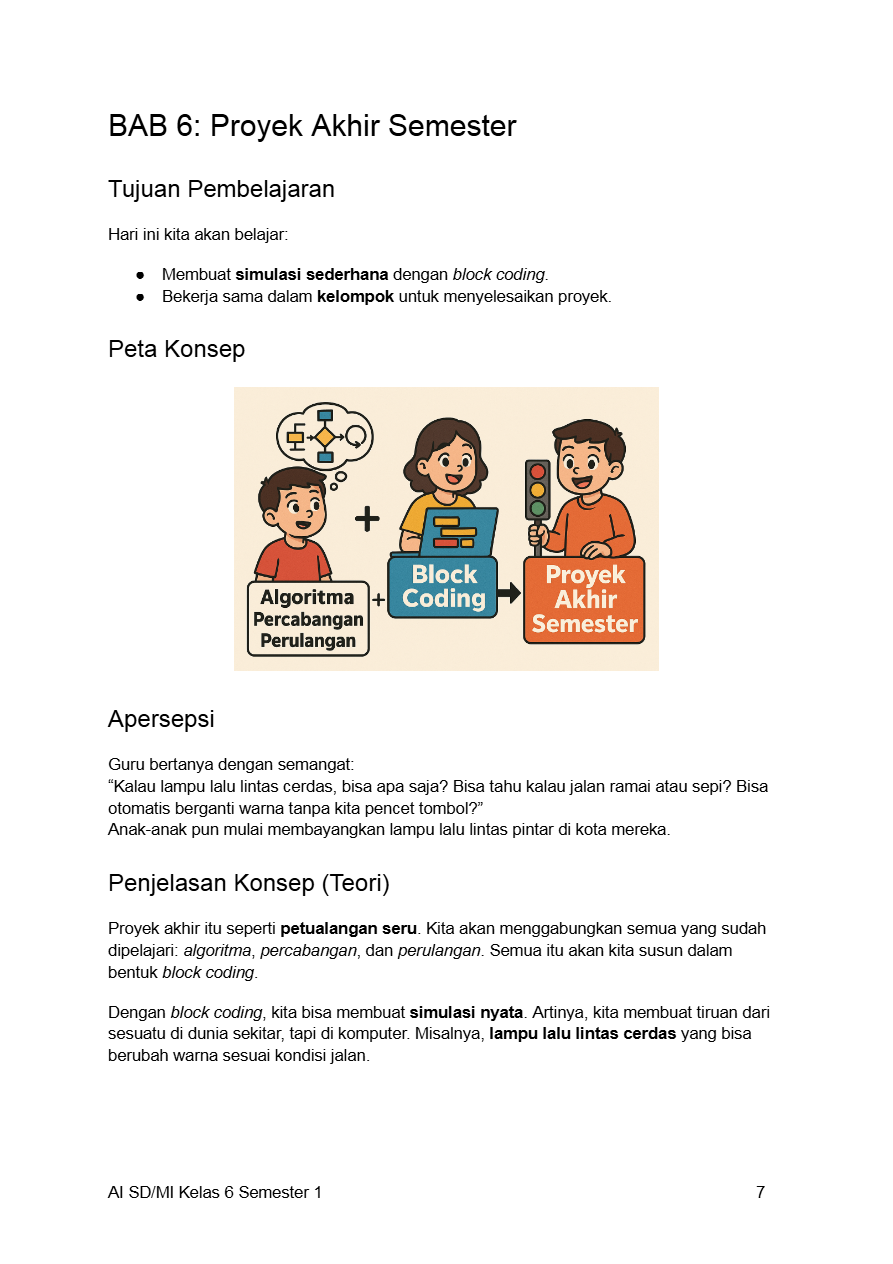 BAB 6: Proyek Akhir Semester
Tujuan Pembelajaran
Hari ini kita akan belajar:
● Membuat simulasi sederhana dengan block coding.
● Bekerja sama dalam kelompok untuk menyelesaikan proyek.
Peta Konsep
Algoritma
Percabangan
Perulangan
+
Block
Coding
Proyek
Akhir
Semester
Apersepsi
Guru bertanya dengan semangat:
“Kalau lampu lalu lintas cerdas, bisa apa saja? Bisa tahu kalau jalan ramai atau sepi? Bisa
otomatis berganti warna tanpa kita pencet tombol?”
Anak-anak pun mulai membayangkan lampu lalu lintas pintar di kota mereka.
Penjelasan Konsep (Teori)
Proyek akhir itu seperti petualangan seru. Kita akan menggabungkan semua yang sudah
dipelajari: algoritma, percabangan, dan perulangan. Semua itu akan kita susun dalam
bentuk block coding.
Dengan block coding, kita bisa membuat simulasi nyata. Artinya, kita membuat tiruan dari
sesuatu di dunia sekitar, tapi di komputer. Misalnya, lampu lalu lintas cerdas yang bisa
berubah warna sesuai kondisi jalan.
AI SD/MI Kelas 6 Semester 1 7